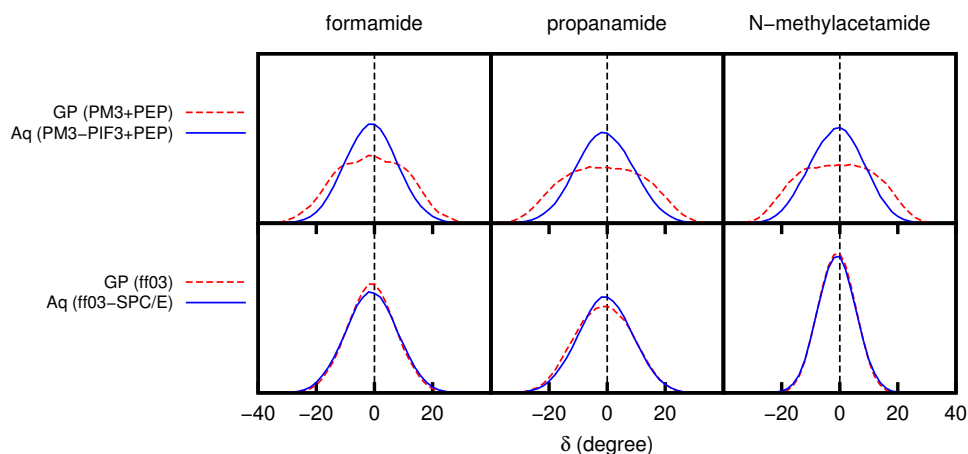 formamide propanamide N−methylacetamide
GP (PM3+PEP)
Aq (PM3−PIF3+PEP)
GP (ff03)
Aq (ff03−SPC/E)
−40 −20 0 20 −20 0 20 −20 0 20 40
δ (degree)